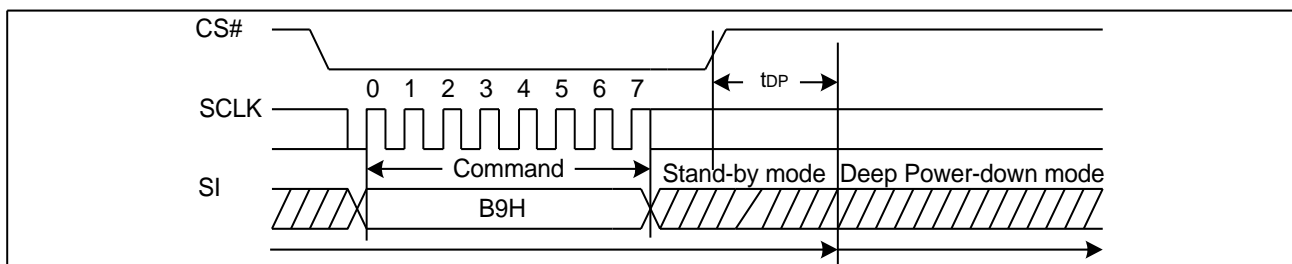 CS#
tDP
0 1 2 3 4 5 6 7
SCLK
Command
Stand-by mode Deep Power-down mode
SI
B9H